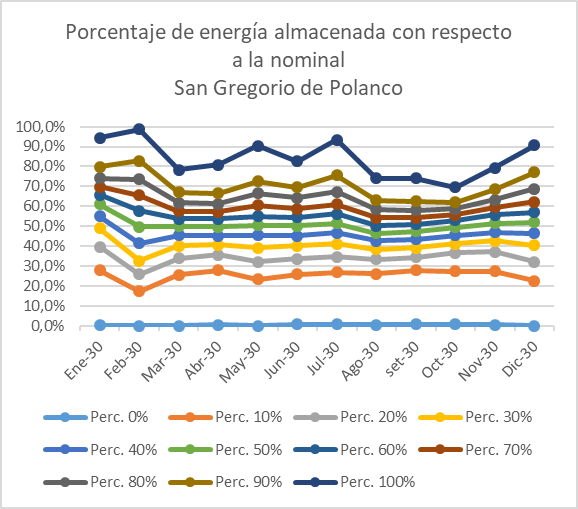 Porcentaje de energía almacenada con respecto
a la nominal
San Gregorio de Polanco
100,0%
90,0%
80,0%
70,0%
60,0%
50,0%
40,0%
30,0%
20,0%
10,0%
0,0%
Ene-30 Feb-30 Mar-30 Abr-30 May-30 Jun-30 Jul-30 Ago-30 set-30 Oct-30 Nov-30 Dic-30
Perc. 0% Perc. 10% Perc. 20% Perc. 30%
Perc. 40% Perc. 50% Perc. 60% Perc. 70%
Perc. 80% Perc. 90% Perc. 100%